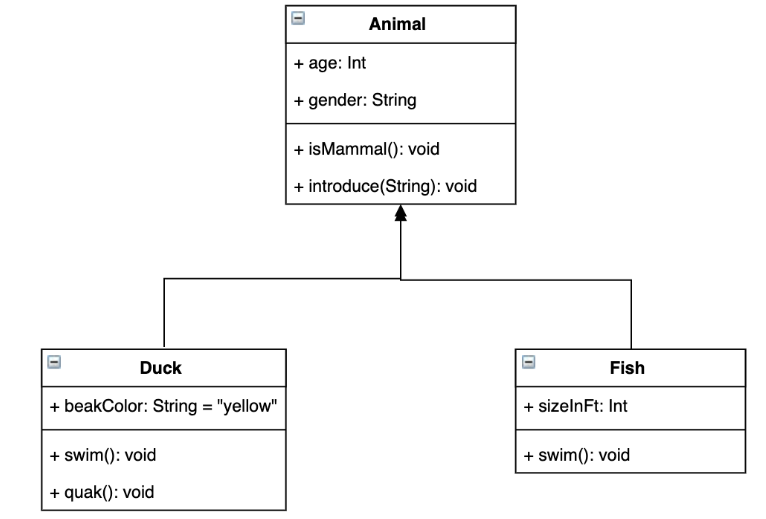 Animal
+ age: Int
+ gender: String
+ isMammal(): void
+ introduce(String): void
Duck
+ beakColor: String = "yellow"
+ swim(): void
+ quak(): void
Fish
+ sizeInFt: Int
+ swim(): void